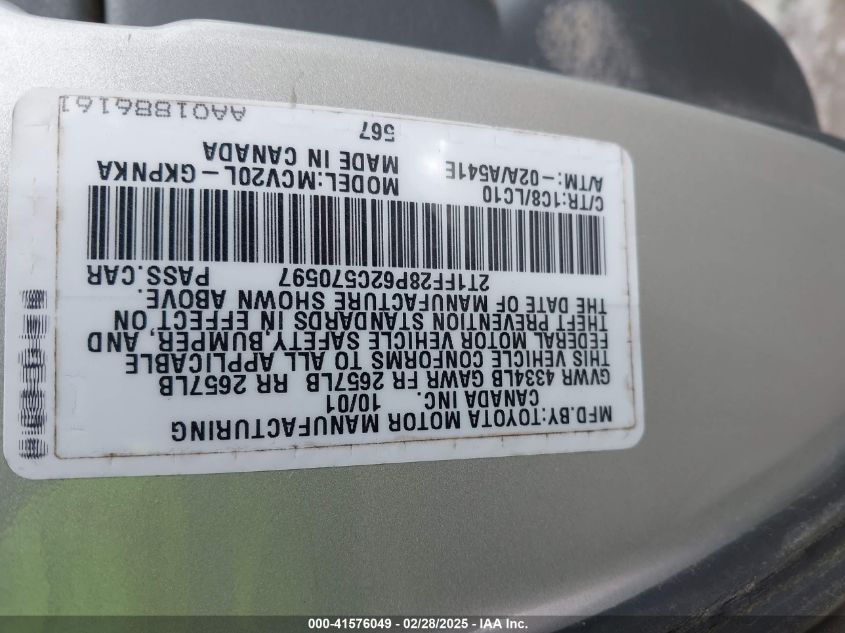 MFD.BY:TOYOTA MOTOR MANUFACTURING
CANADA INC. 10/01
GVWR 4334LB GAWR FR 2657LB RR 2657LB
THIS VEHICLE CONFORMS TO ALL APPLICABLE
FEDERAL MOTOR VEHICLE SAFETY,BUMPER, AND
THEFT PREVENTION STANDARDS IN EFFECT ON
THE DATE OF MANUFACTURE SHOWN ABOVE.
2T1FF28P62C570597 PASS.CAR
C/TR:1C8/LC10 MODEL:MCV20L-GKPNKA
A/TM:-02A/A541E MADE IN CANADA
567
AA01886161
000-41576049 - 02/28/2025 - IAA Inc.